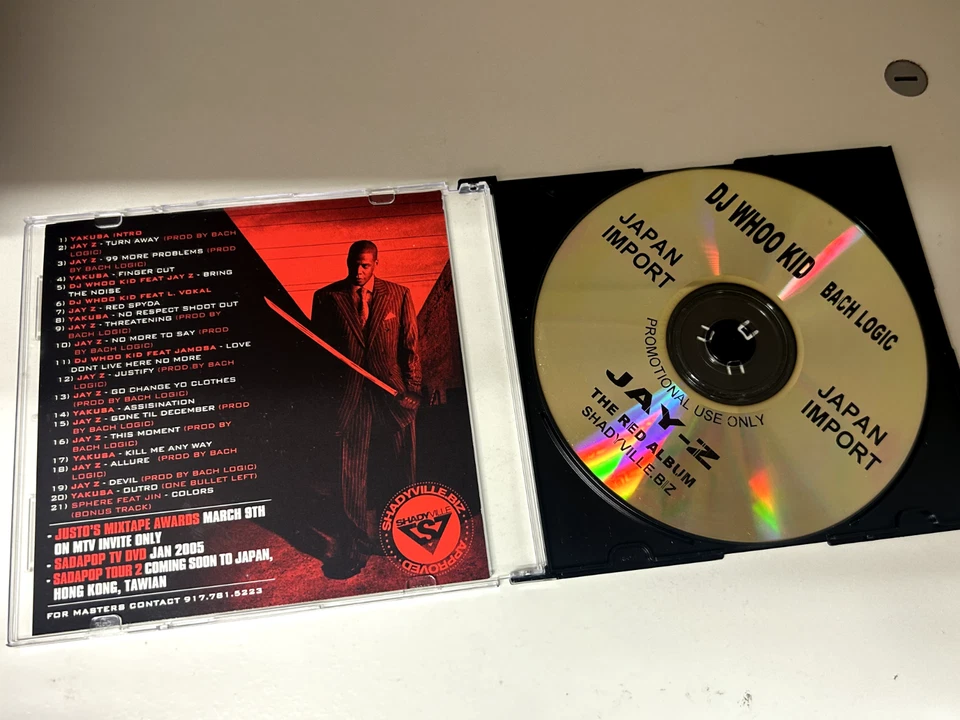 1) YAKUBA INTRO
2) JAY Z - TURN AWAY (PROD BY BACH
LOGIC)
3) JAY Z - 99 MORE PROBLEMS (PROD
BY BACH LOGIC)
4) YAKUSA - FINGER CUT
5) DJ WHOO KID FEAT JAY Z - BRING
THE NOISE
6) DJ WHOO KID FEAT L. VOKAL
7) JAY Z - RED SPYDA
8) YAKUSA - NO RESPECT SHOOT OUT
9) JAY Z - THREATENING (PROD BY
BACH LOGIC)
10) JAY Z - NO MORE TO SAY (PROD
BY BACH LOGIC)
11) DJ WHOO KID FEAT JAMOSA - LOVE
DONT LIVE HERE NO MORE
12) JAY Z - JUSTIFY (PROD.BY BACH
LOGIC)
13) JAY Z - GO CHANGE YO CLOTHES
(PROD BY BACH LOGIC)
14) YAKUSA - ASSISINATION
15) JAY Z - GONE TIL DECEMBER (PROD
BY BACH LOGIC)
16) JAY Z - THIS MOMENT (PROD BY
BACH LOGIC)
17) YAKUSA - KILL ME ANY WAY
18) JAY Z - ALLURE (PROD BY BACH
LOGIC)
19) JAY Z - DEVIL (PROD BY BACH LOGIC)
20) YAKUSA - OUTRO (ONE BULLET LEFT)
21) SPHERE FEAT JIN - COLORS
(BONUS TRACK)
- JUSTO'S MIXTAPE AWARDS MARCH 9TH
ON MTV INVITE ONLY
- SADAPOP TV DVD JAN 2005
- SADAPOP TOUR 2 COMING SOON TO JAPAN,
HONG KONG, TAWIAN
FOR MASTERS CONTACT 917.781.5223
SHADYVILLE.BIZ
SHADYVILLE
APPROVED
DJ WHOO KID
BACH LOGIC
JAPAN
IMPORT
JAPAN
IMPORT
PROMOTIONAL USE ONLY
JAY-Z
THE RED ALBUM
SHADYVILLE.BIZ